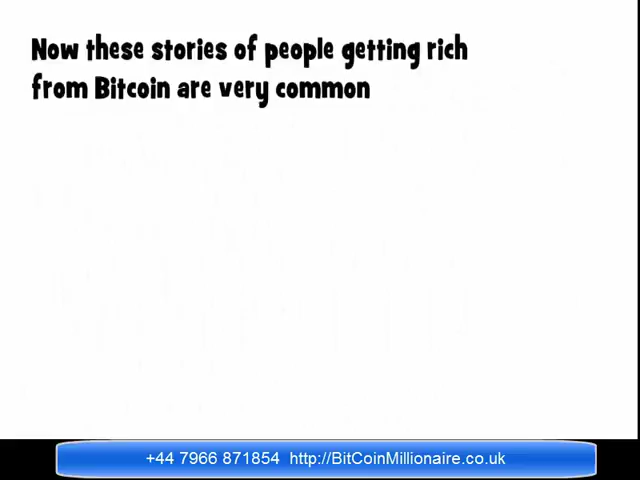 Now these stories of people getting rich
from Bitcoin are very common
+44 7966 871854 http://BitCoinMillionaire.co.uk